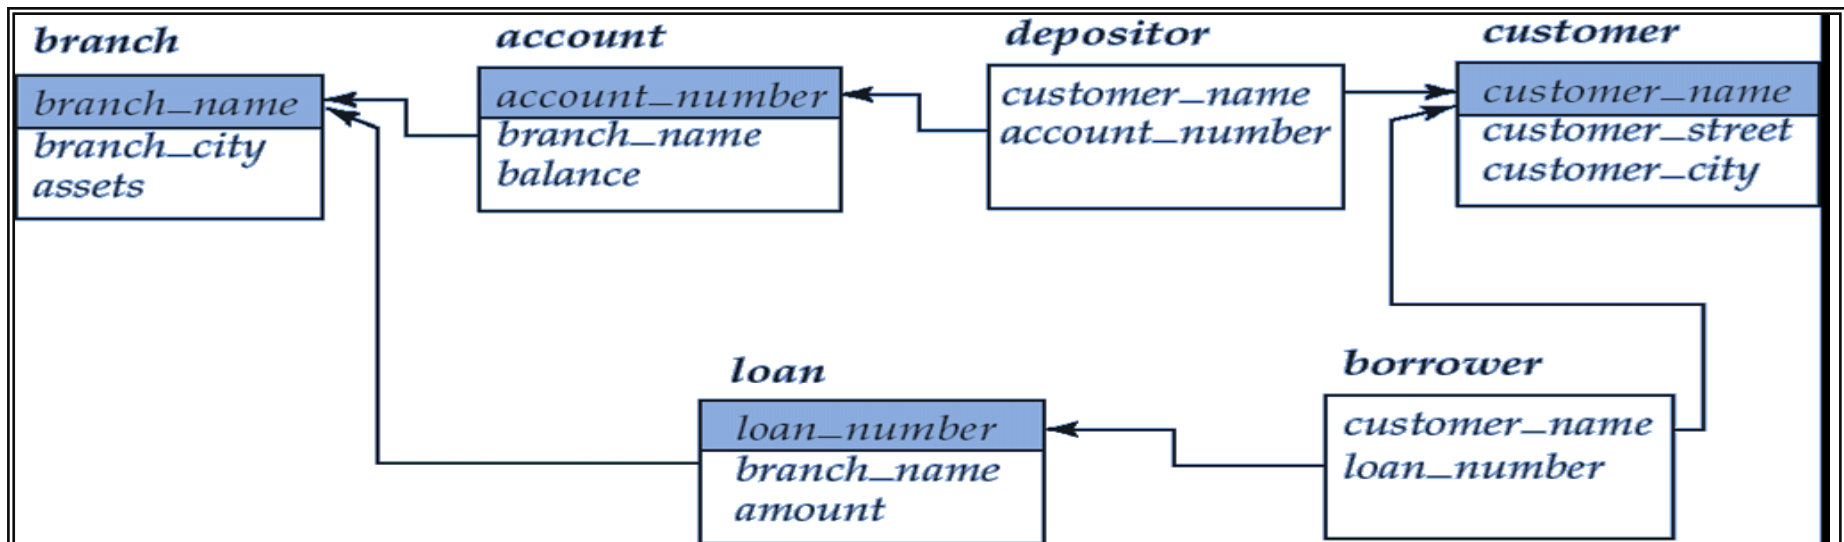 branch
branch_name
branch_city
assets
account
account_number
branch_name
balance
depositor
customer_name
account_number
customer
customer_name
customer_street
customer_city
loan
loan_number
branch_name
amount
borrower
customer_name
loan_number